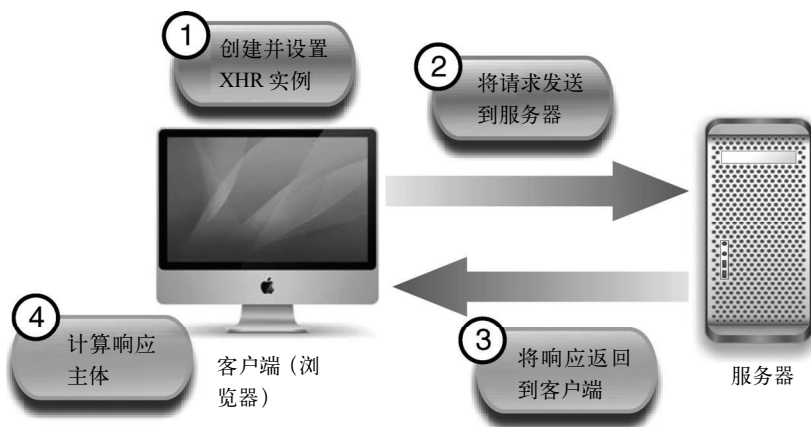 1
创建并设置
XHR 实例
2
将请求发送
到服务器
3
将响应返回
到客户端
4
计算响应
主体
客户端（浏
览器）
服务器